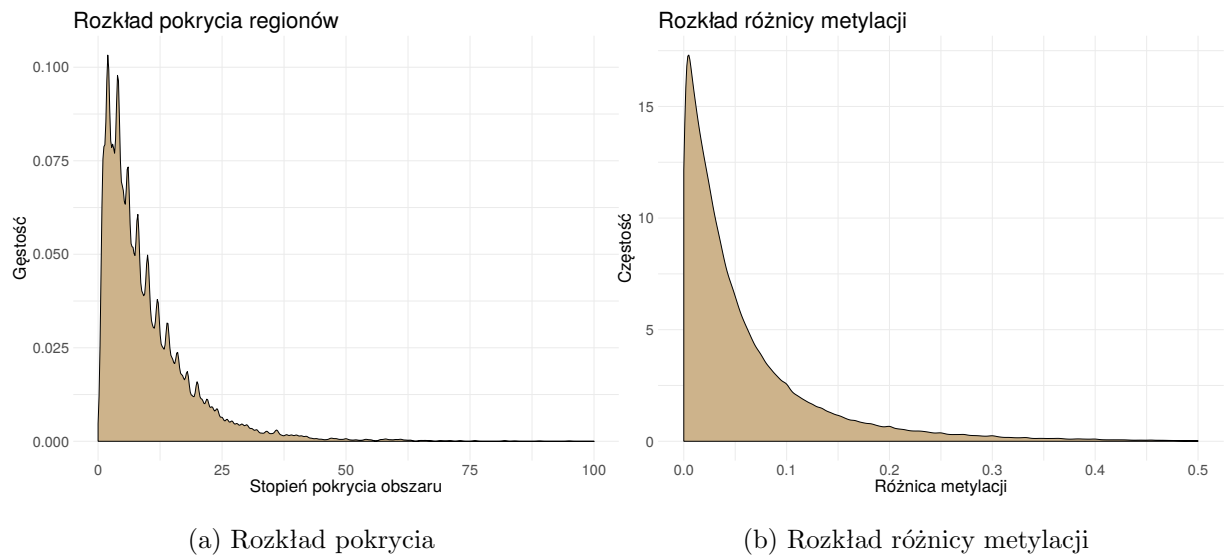 Rozkład pokrycia regionów
0.100
0.075
0.050
0.025
0.000
Gęstość
0
25
50
75
100
Stopień pokrycia obszaru
(a) Rozkład pokrycia
Rozkład różnicy metylacji
15
10
5
0
Częstość
0.0
0.1
0.2
0.3
0.4
0.5
Różnica metylacji
(b) Rozkład różnicy metylacji